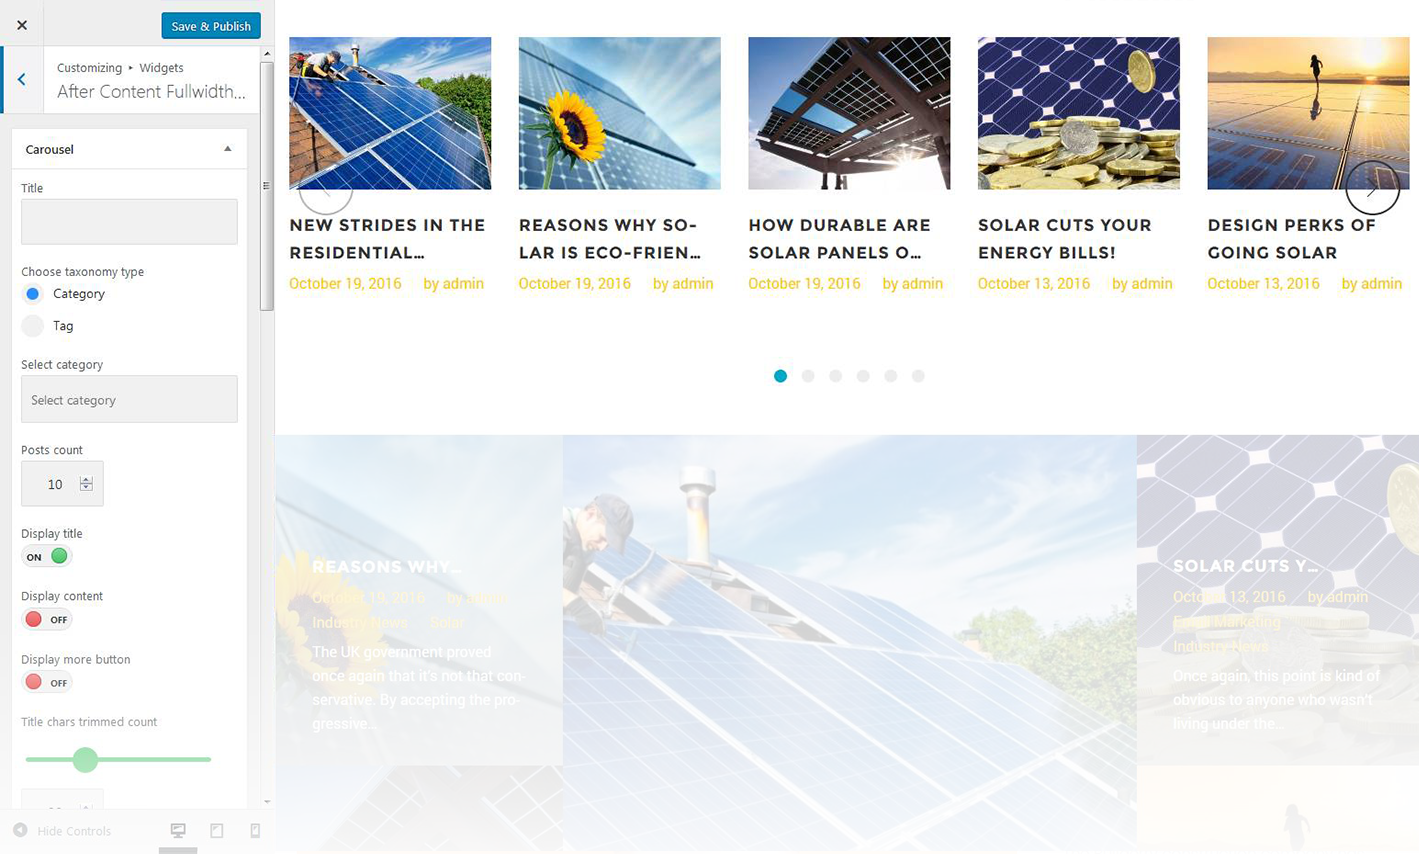 Save & Publish
Customizing ▸ Widgets
After Content Fullwidth...
Carousel
Title
Choose taxonomy type
Category
Tag
Select category
Select category
Posts count
10
Display title
ON
Display content
OFF
Display more button
OFF
Title chars trimmed count
Hide Controls
NEW STRIDES IN THE
RESIDENTIAL...
October 19, 2016 by admin
REASONS WHY SO-
LAR IS ECO-FRIEN...
October 19, 2016 by admin
HOW DURABLE ARE
SOLAR PANELS O...
October 19, 2016 by admin
SOLAR CUTS YOUR
ENERGY BILLS!
October 13, 2016 by admin
DESIGN PERKS OF
GOING SOLAR
October 13, 2016 by admin
REASONS WHY...
October 19, 2016 by admin
Industry News Solar
The UK government proved
once again that it's not that con-
servative. By accepting the pro-
gressive...
SOLAR CUTS Y...
October 13, 2016 by admin
Email Marketing
Industry News
Once again, this point is kind of
obvious to anyone who wasn't
living under the...